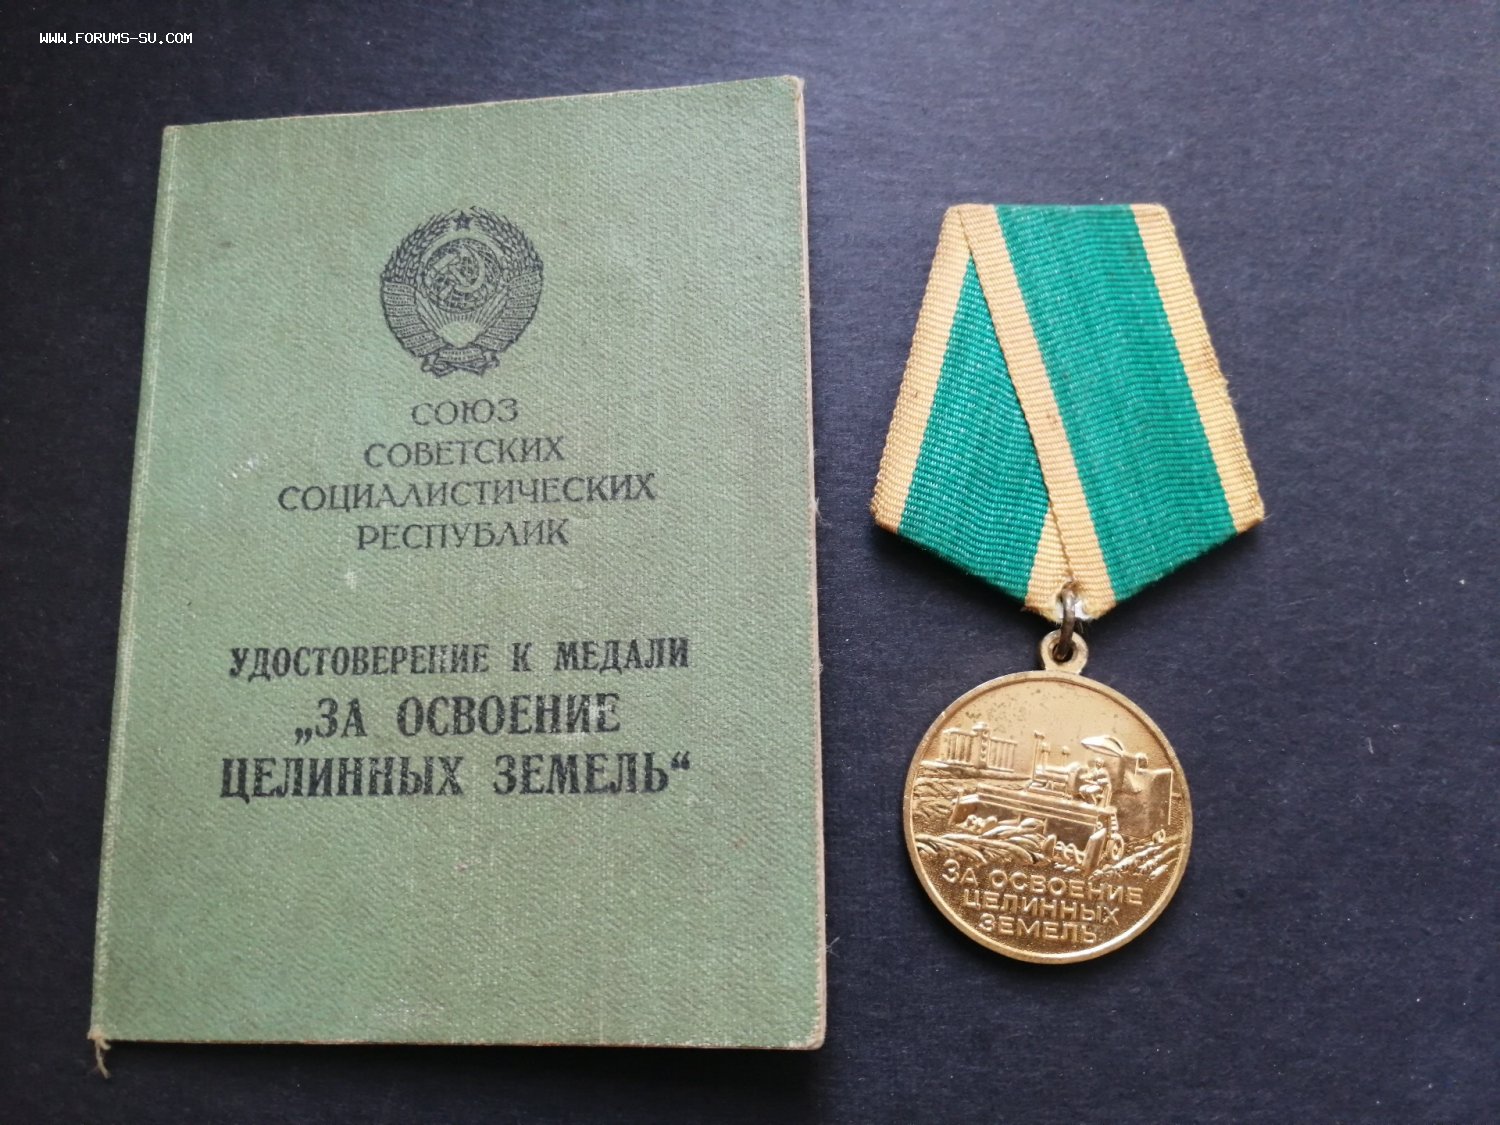 WWW.FORUMS-SU.COM
СОЮЗ
СОВЕТСКИХ
СОЦИАЛИСТИЧЕСКИХ
РЕСПУБЛИК
УДОСТОВЕРЕНИЕ К МЕДАЛИ
„ЗА ОСВОЕНИЕ
ЦЕЛИННЫХ ЗЕМЕЛЬ“
ЗА ОСВОЕНИЕ
ЦЕЛИННЫХ
ЗЕМЕЛЬ